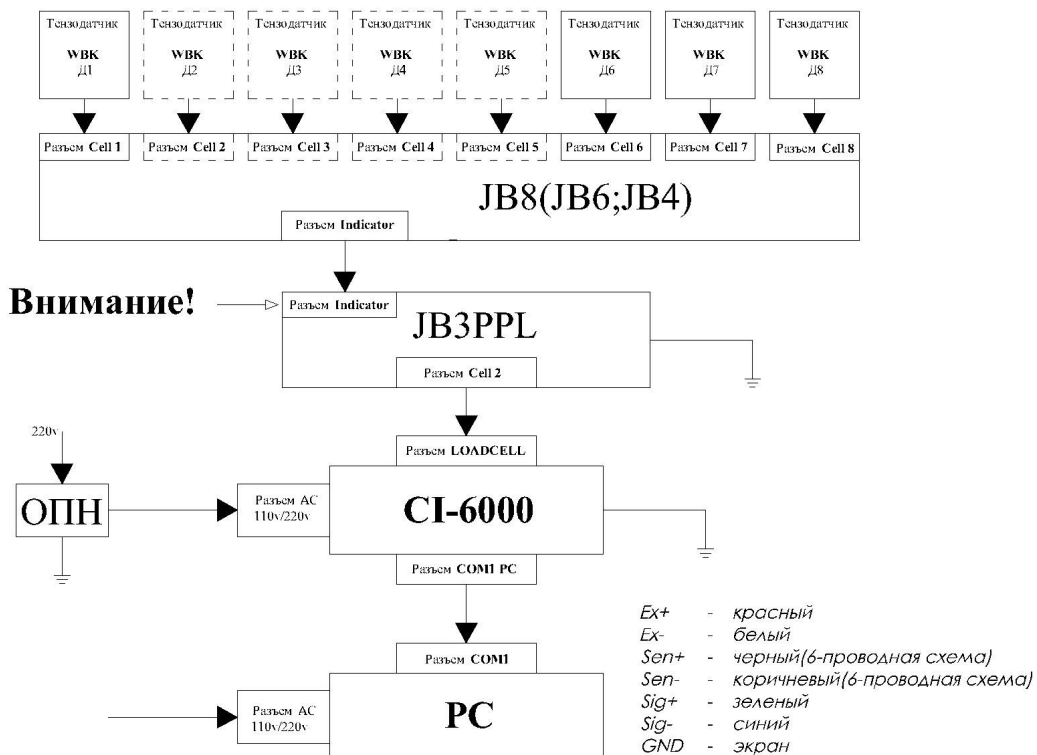 Тензодатчик Тензодатчик Тензодатчик Тензодатчик Тензодатчик Тензодатчик Тензодатчик Тензодатчик
WBK WBK WBK WBK WBK WBK WBK WBK
Д1 Д2 Д3 Д4 Д5 Д6 Д7 Д8
Разъем Cell 1 Разъем Cell 2 Разъем Cell 3 Разъем Cell 4 Разъем Cell 5 Разъем Cell 6 Разъем Cell 7 Разъем Cell 8
JB8(JB6;JB4)
Разъем Indicator
Внимание! Разъем Indicator
JB3PPL
Разъем Cell 2
220v
Разъем LOADCELL
ОПН
Разъем AC
110v/220v
CI-6000
Разъем COM1 PC
Разъем COM1
Разъем AC
110v/220v
PC
Ex+ - красный
Ex- - белый
Sen+ - черный(6-проводная схема)
Sen- - коричневый(6-проводная схема)
Sig+ - зеленый
Sig- - синий
GND - экран